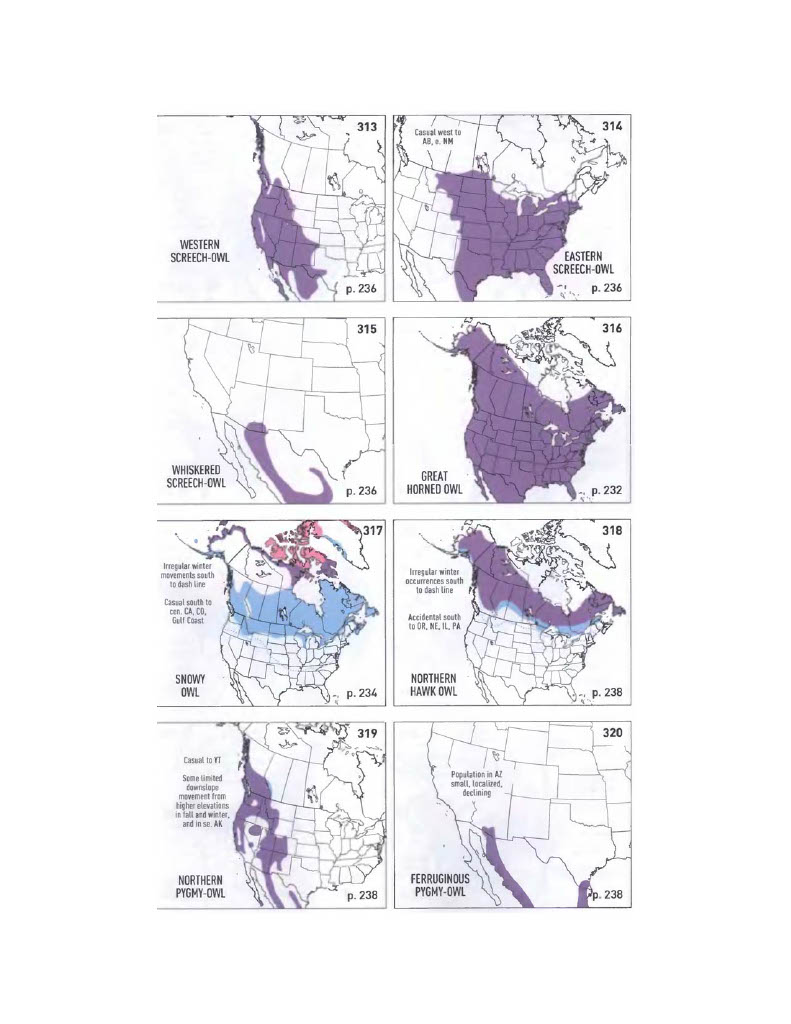 313
WESTERN
SCREECH-OWL
p. 236
314
Casual west to
AB, e. NM
EASTERN
SCREECH-OWL
p. 236
315
WHISKERED
SCREECH-OWL
p. 236
316
GREAT
HORNED OWL
p. 232
317
Irregular winter
movements south
to dash line
Casual south to
cen. CA, CO,
Gulf Coast
SNOWY
OWL
p. 234
318
Irregular winter
occurrences south
to dash line
Accidental south
to OR, NE, IL, PA
NORTHERN
HAWK OWL
p. 238
319
Casual to YT
Some limited
downslope
movement from
higher elevations
in fall and winter,
and in se. AK
NORTHERN
PYGMY-OWL
p. 238
320
Population in AZ
small, localized,
declining
FERRUGINOUS
PYGMY-OWL
p. 238